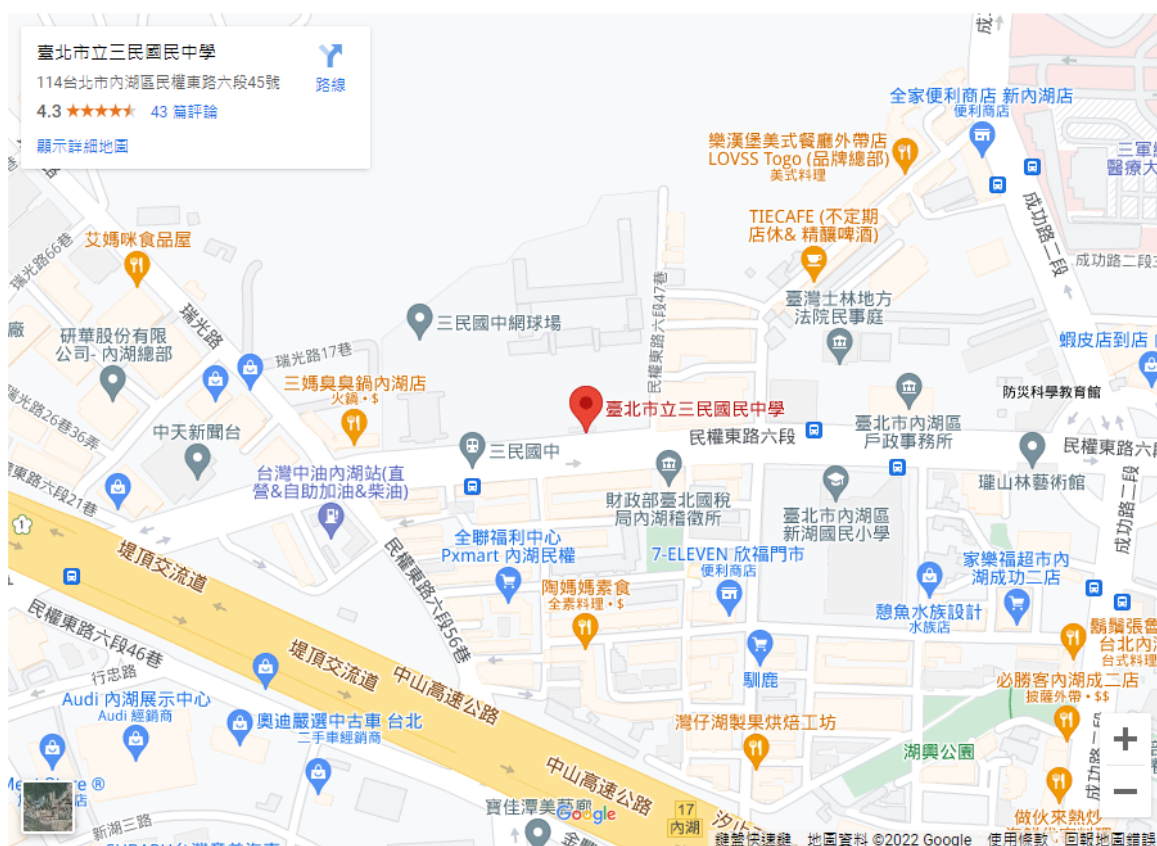 臺北市立三民國民中學
114台北市內湖區民權東路六段45號
4.3
43 篇評論
顯示詳細地圖
路線
成
全家便利商店 新內湖店
便利商店
樂漢堡美式餐廳外帶店
LOVSS Togo (品牌總部)
美式料理
三軍
醫療大
成功路二段
TIECAFE (不定期
店休& 精釀啤酒)
艾媽咪食品屋
瑞光路66巷
成功路二段
臺灣士林地方
法院民事庭
民權東路六段47巷
瑞光路
三民國中網球場
廠
研華股份有限
公司- 內湖總部
瑞光路17巷
蝦皮店到店
三媽臭臭鍋內湖店
火鍋・$
防災科學教育館
瑞光路26巷36弄
臺北市立三民國民中學
民權東路六段
臺北市內湖區
戶政事務所
中天新聞台
三民國中
民權東路六
台灣中油內湖站(直
營&自助加油&柴油)
瓏山林藝術館
權東路六段21巷
財政部臺北國稅
局內湖稽徵所
臺北市內湖區
新湖國民小學
成功路二段
1
全聯福利中心
Pxmart 內湖民權
7-ELEVEN 欣福門市
便利商店
家樂福超市內
湖成功二店
堤頂交流道
民權東路六段56巷
陶媽媽素食
全素料理・$
憩魚水族設計
水族店
民權東路六段46巷
鬍鬚張魯
台北內湖
台式料理
行忠路
堤頂交流道
中山高速公路
馴鹿
必勝客內湖成二店
披薩外帶・$$
Audi 內湖展示中心
Audi 經銷商
奧迪嚴選中古車 台北
二手車經銷商
灣仔湖製果烘焙工坊
湖興公園
成功路
中山高速公路
寶佳潭美藝廊
Google
17
內湖
汐止
新湖三路
做伙來熱炒
鍵盤快速鍵
地圖資料 ©2022 Google
使用條款
回報地圖錯誤